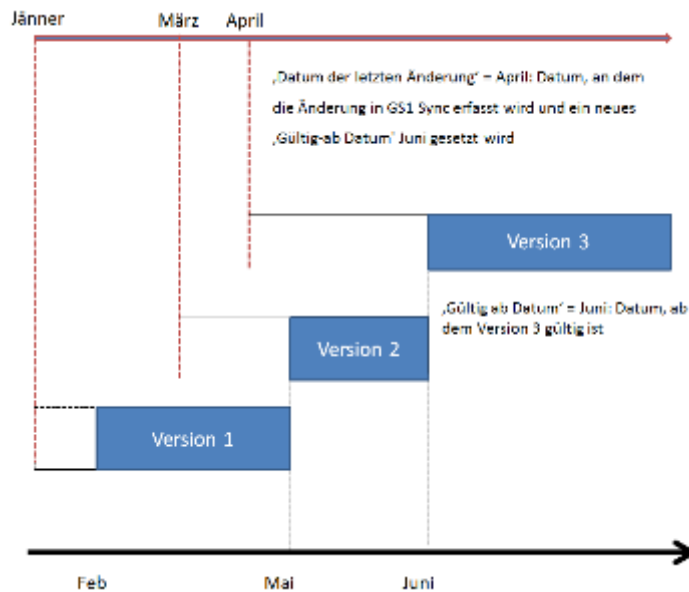 Jänner März April
‚Datum der letzten Änderung' = April: Datum, an dem
die Änderung in GS1 Sync erfasst wird und ein neues
‚Gültig-ab Datum' Juni gesetzt wird
Version 3
‚Gültig ab Datum' = Juni: Datum, ab
dem Version 3 gültig ist
Version 2
Version 1
Feb Mai Juni